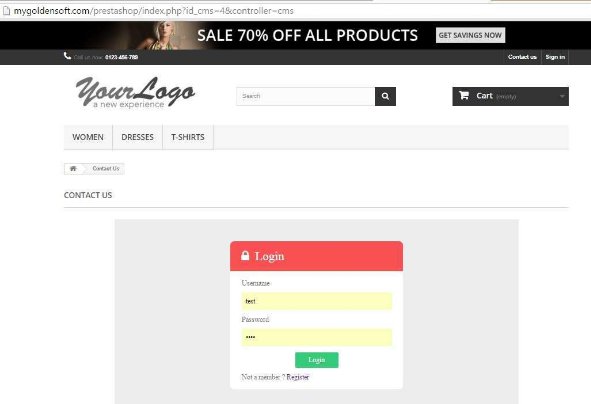 mygoldensoft.com/prestashop/index.php?id_cms=4&controller=cms
SALE 70% OFF ALL PRODUCTS GET SAVINGS NOW
Call us now: 0123-456-789 Contact us Sign in
YourLogo
a new experience
Search
Cart (empty)
WOMEN DRESSES T-SHIRTS
Contact Us
CONTACT US
Login
Username
test
Password
••••
Login
Not a member ? Register